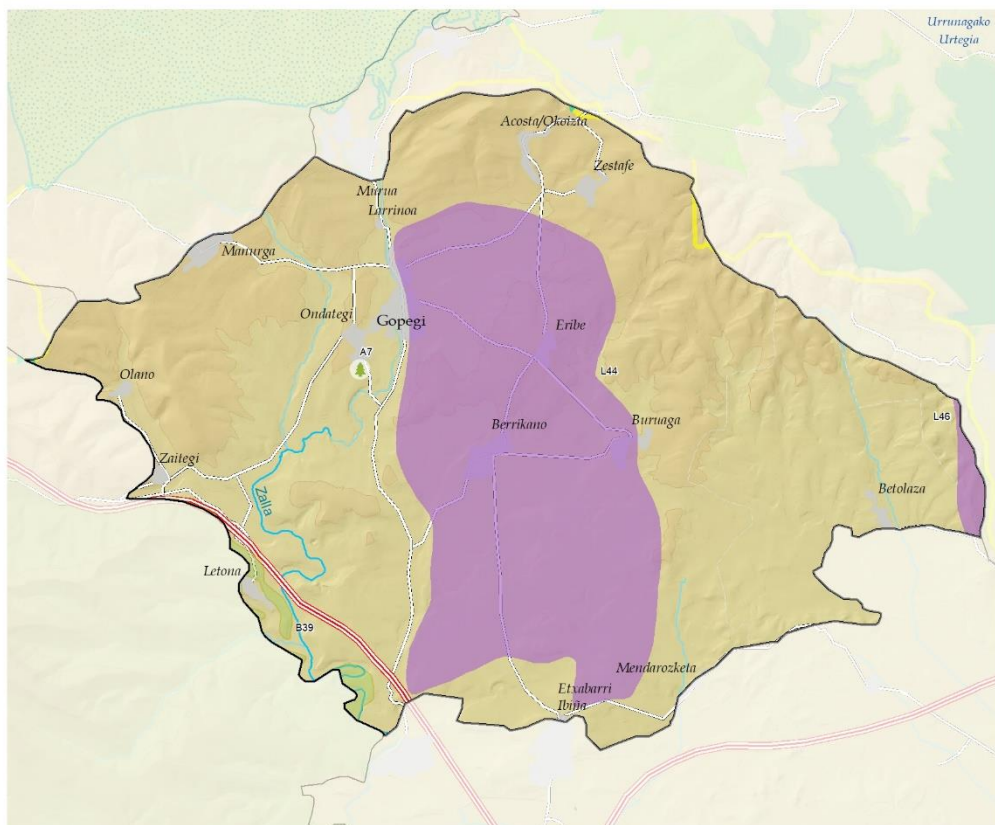 Urrunagako
Urtegia
Acosta/Okoizta
Zestafe
Murua
Larrinoa
Manurga
Ondategi
Gopegi
Eribe
A7
Olano
L44
L46
Berrikano
Buruaga
Zaitegi
Zalla
Betolaza
Letona
B39
Mendarozketa
Etxabarri
Ibiña